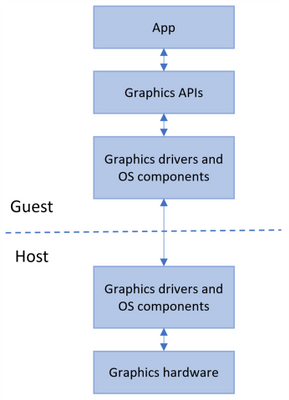 App
Graphics APIs
Graphics drivers and
OS components
Guest
Host
Graphics drivers and
OS components
Graphics hardware